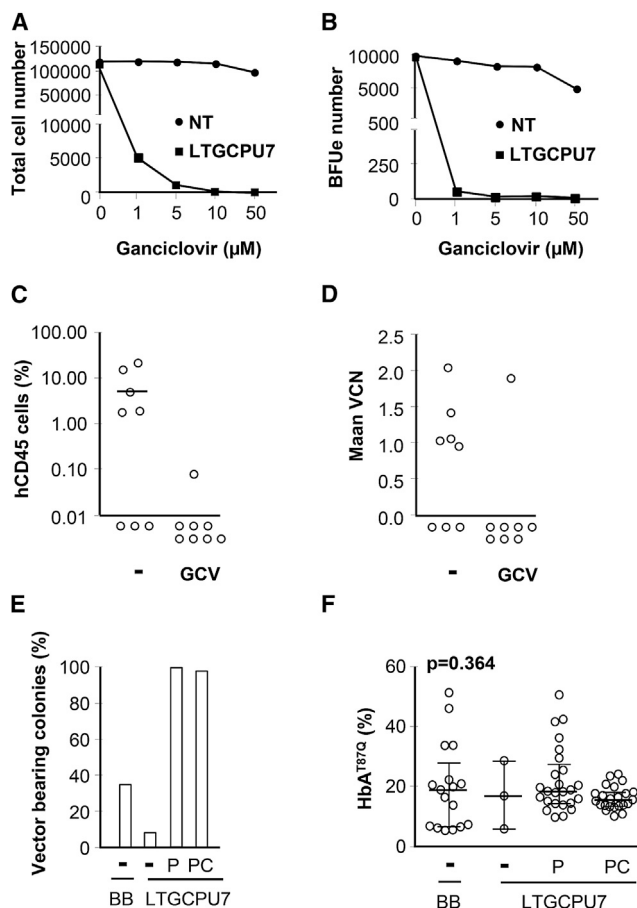 A
Total cell number
150000
100000
50000
10000
5000
0
NT
LTGCPU7
0 1 5 10 50
Ganciclovir (µM)
B
BFUe number
10000
5000
500
250
0
NT
LTGCPU7
0 1 5 10 50
Ganciclovir (µM)
C
hCD45 cells (%)
100.00
10.00
1.00
0.10
0.01
- GCV
D
Maan VCN
2.5
2.0
1.5
1.0
0.5
0.0
- GCV
E
Vector bearing colonies (%)
100
80
60
40
20
0
- - P PC
BB LTGCPU7
F
p=0.364
HbA^T87Q (%)
60
40
20
0
- - P PC
BB LTGCPU7